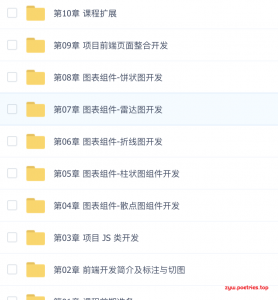 第10章 课程扩展
第09章 项目前端页面整合开发
第08章 图表组件-饼状图开发
第07章 图表组件-雷达图开发
第06章 图表组件-折线图开发
第05章 图表组件-柱状图组件开发
第04章 图表组件-散点图组件开发
第03章 项目 JS 类开发
第02章 前端开发简介及标注与切图
zyw.poetries.top